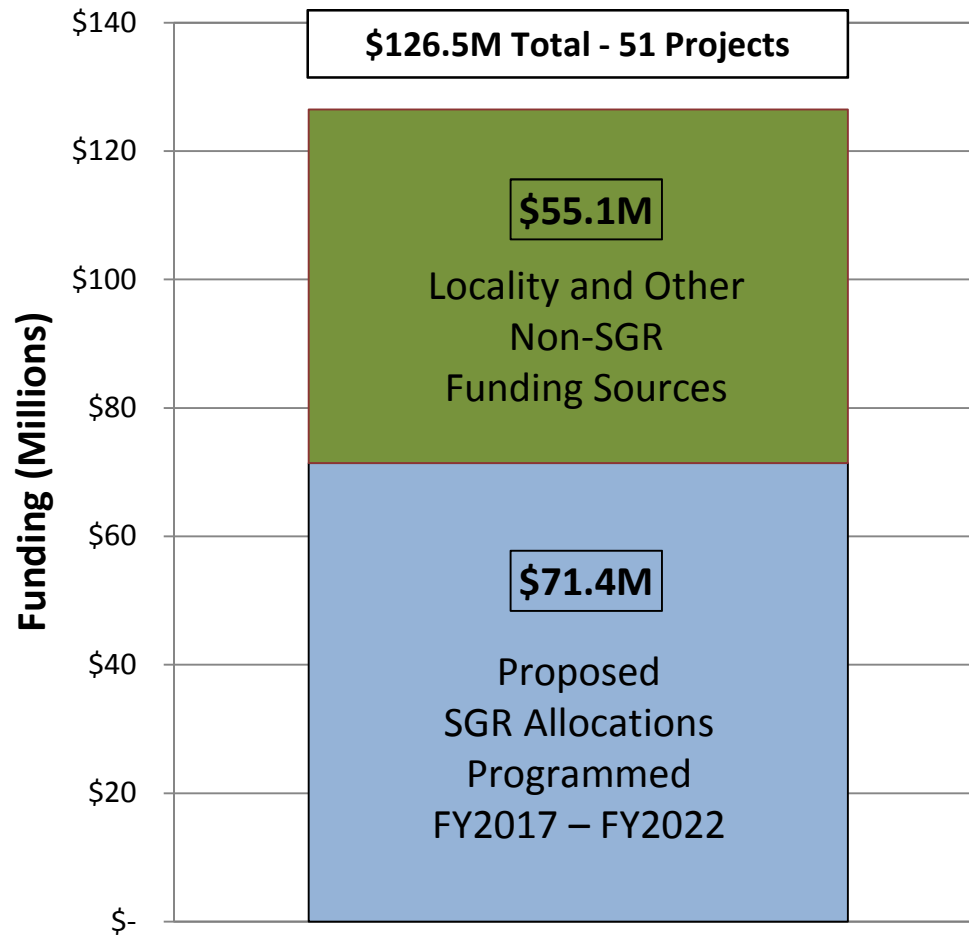 $126.5M Total - 51 Projects
$140
$120
$100
$80
$60
$40
$20
$-
Funding (Millions)
$55.1M
Locality and Other
Non-SGR
Funding Sources
$71.4M
Proposed
SGR Allocations
Programmed
FY2017 – FY2022